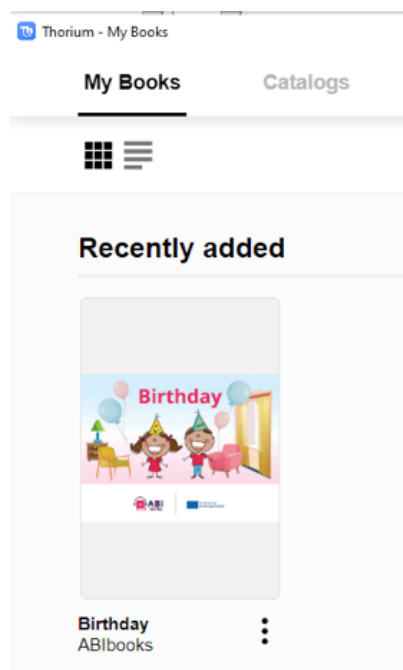 Thorium - My Books
My Books
Catalogs
Recently added
Birthday
ABI
Birthday
ABIbooks